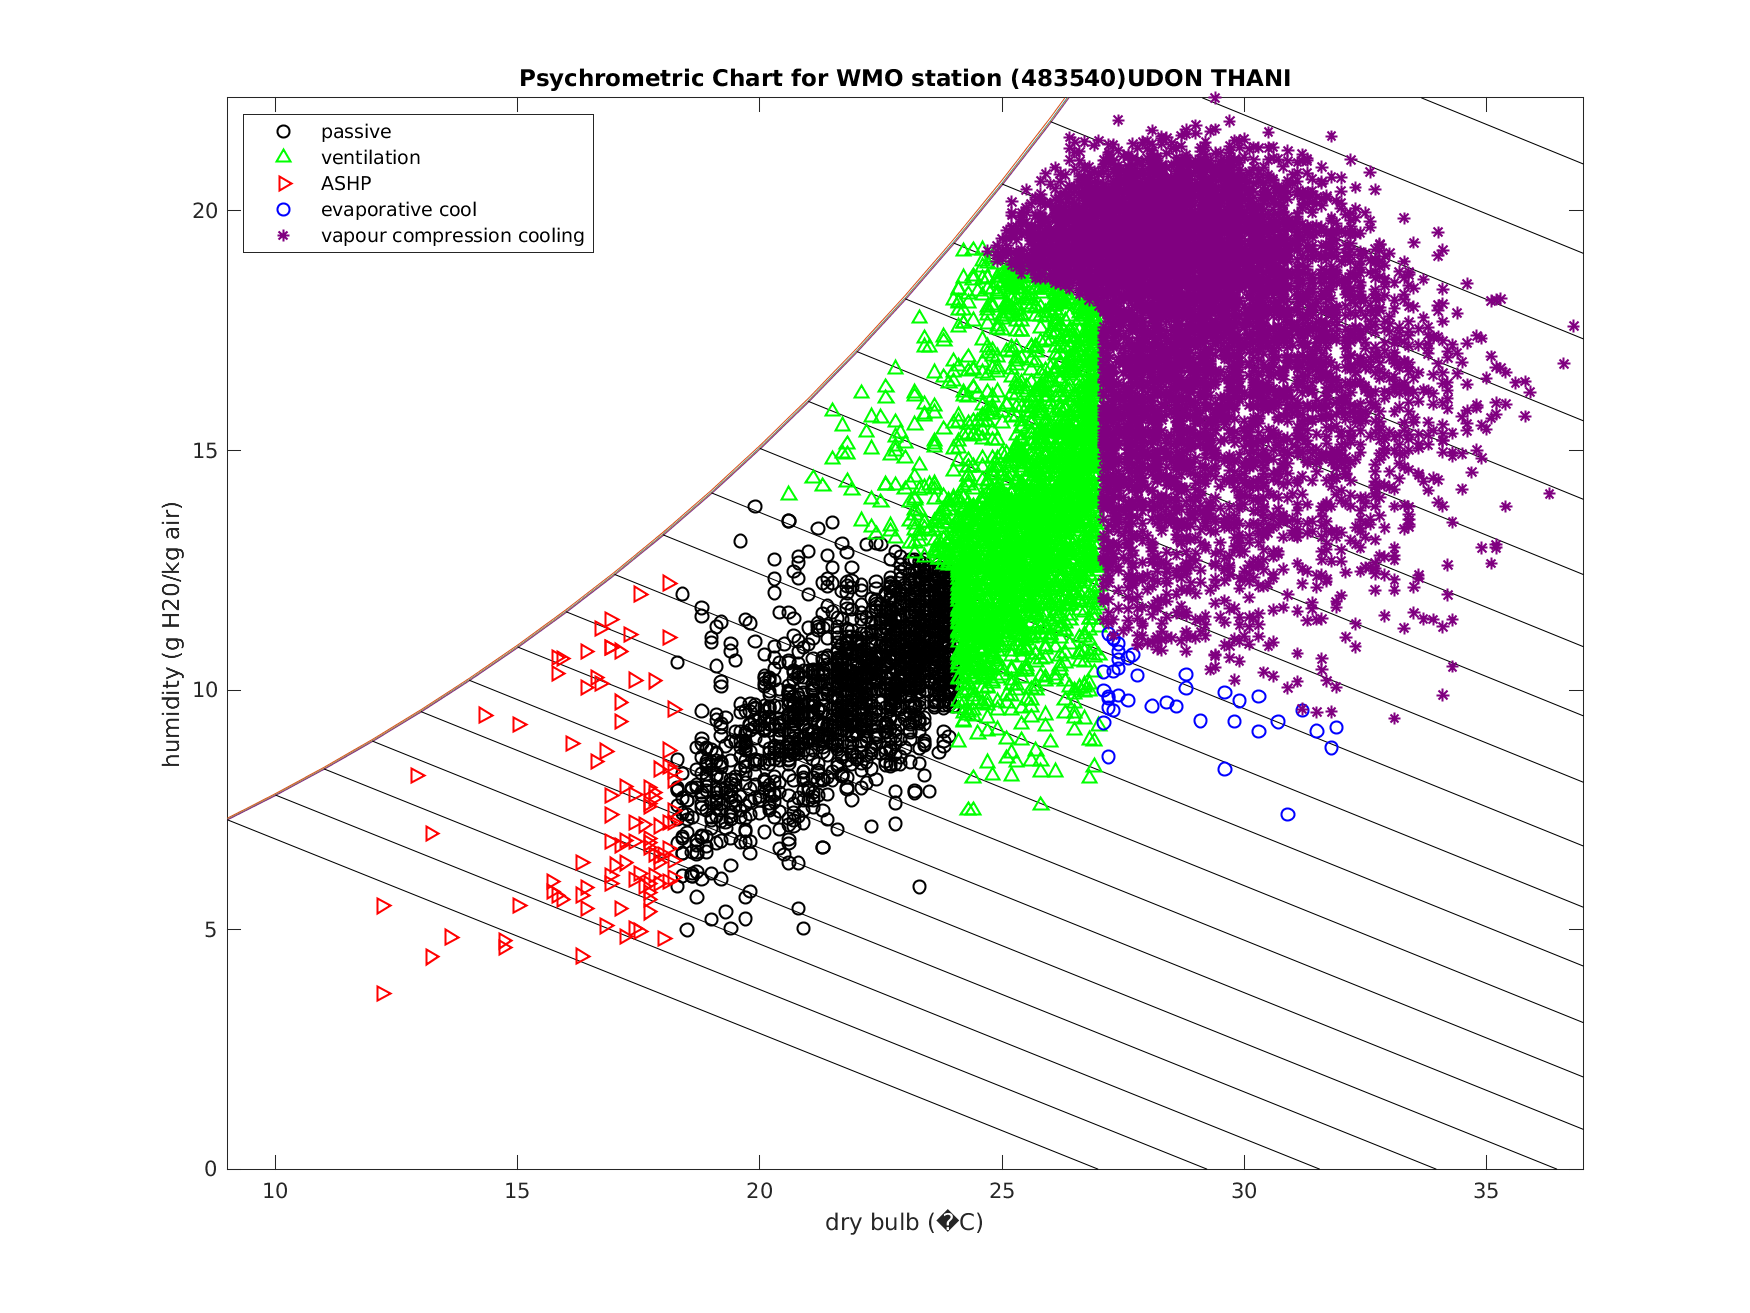 Psychrometric Chart for WMO station (483540)UDON THANI
passive
ventilation
ASHP
evaporative cool
vapour compression cooling
humidity (g H20/kg air)
20
15
10
5
0
10 15 20 25 30 35
dry bulb (�C)